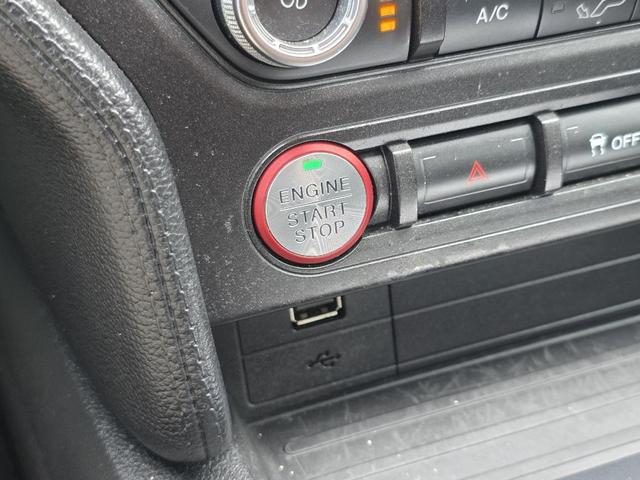 A/C
OFF
ENGINE
START
STOP